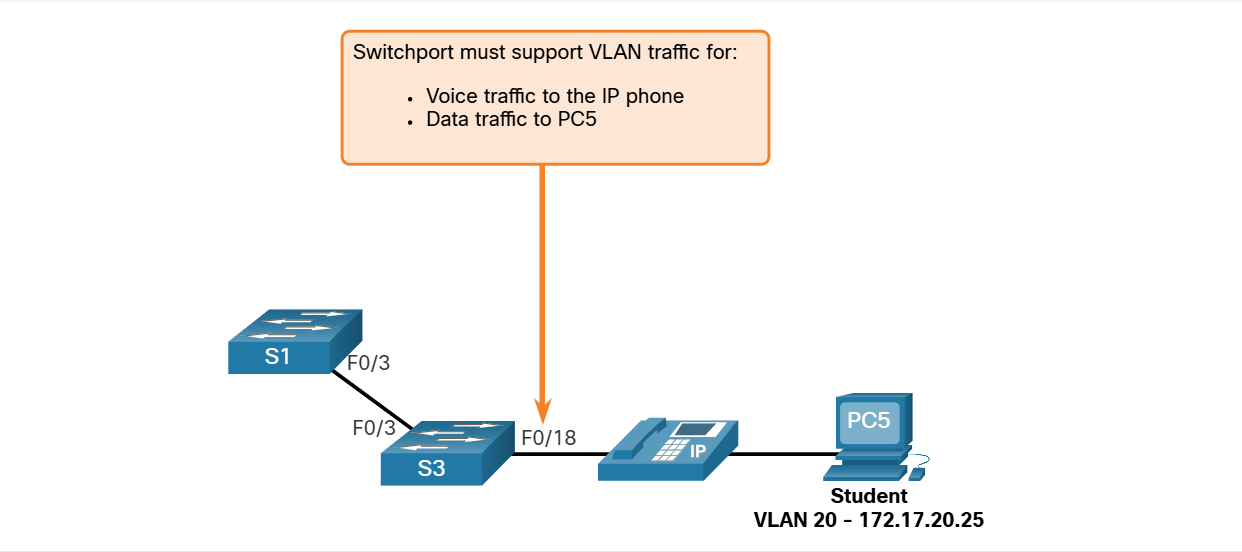 Switchport must support VLAN traffic for:
• Voice traffic to the IP phone
• Data traffic to PC5
S1
F0/3
F0/3
S3
F0/18
IP
PC5
Student
VLAN 20 - 172.17.20.25